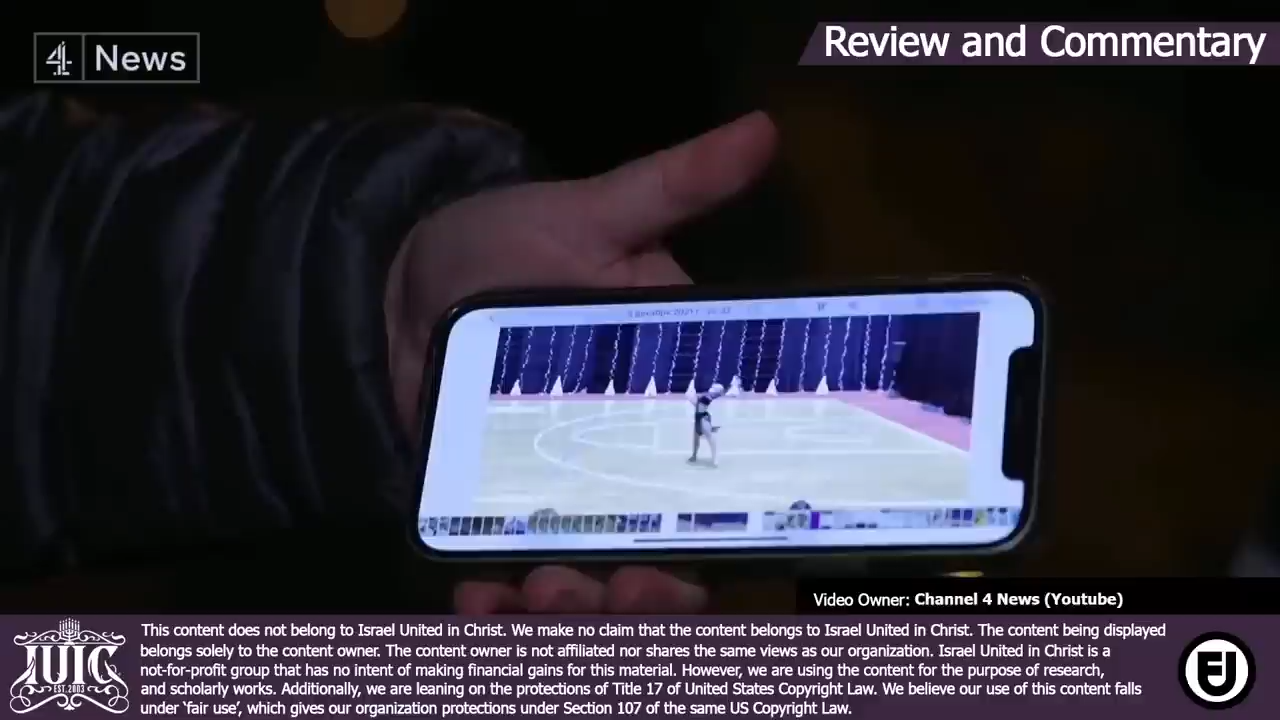 4 News
Review and Commentary
Video Owner: Channel 4 News (Youtube)
This content does not belong to Israel United in Christ. We make no claim that the content belongs to Israel United in Christ. The content being displayed
belongs solely to the content owner. The content owner is not affiliated nor shares the same views as our organization. Israel United in Christ is a
not-for-profit group that has no intent of making financial gains for this material. However, we are using the content for the purpose of research,
and scholarly works. Additionally, we are leaning on the protections of Title 17 of United States Copyright Law. We believe our use of this content falls
under 'fair use', which gives our organization protections under Section 107 of the same US Copyright Law.
IUIC
EST. 2003